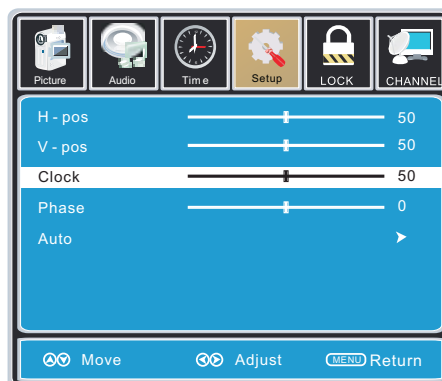 Picture Audio Time Setup LOCK CHANNEL
H - pos 50
V - pos 50
Clock 50
Phase 0
Auto
Move Adjust MENU Return